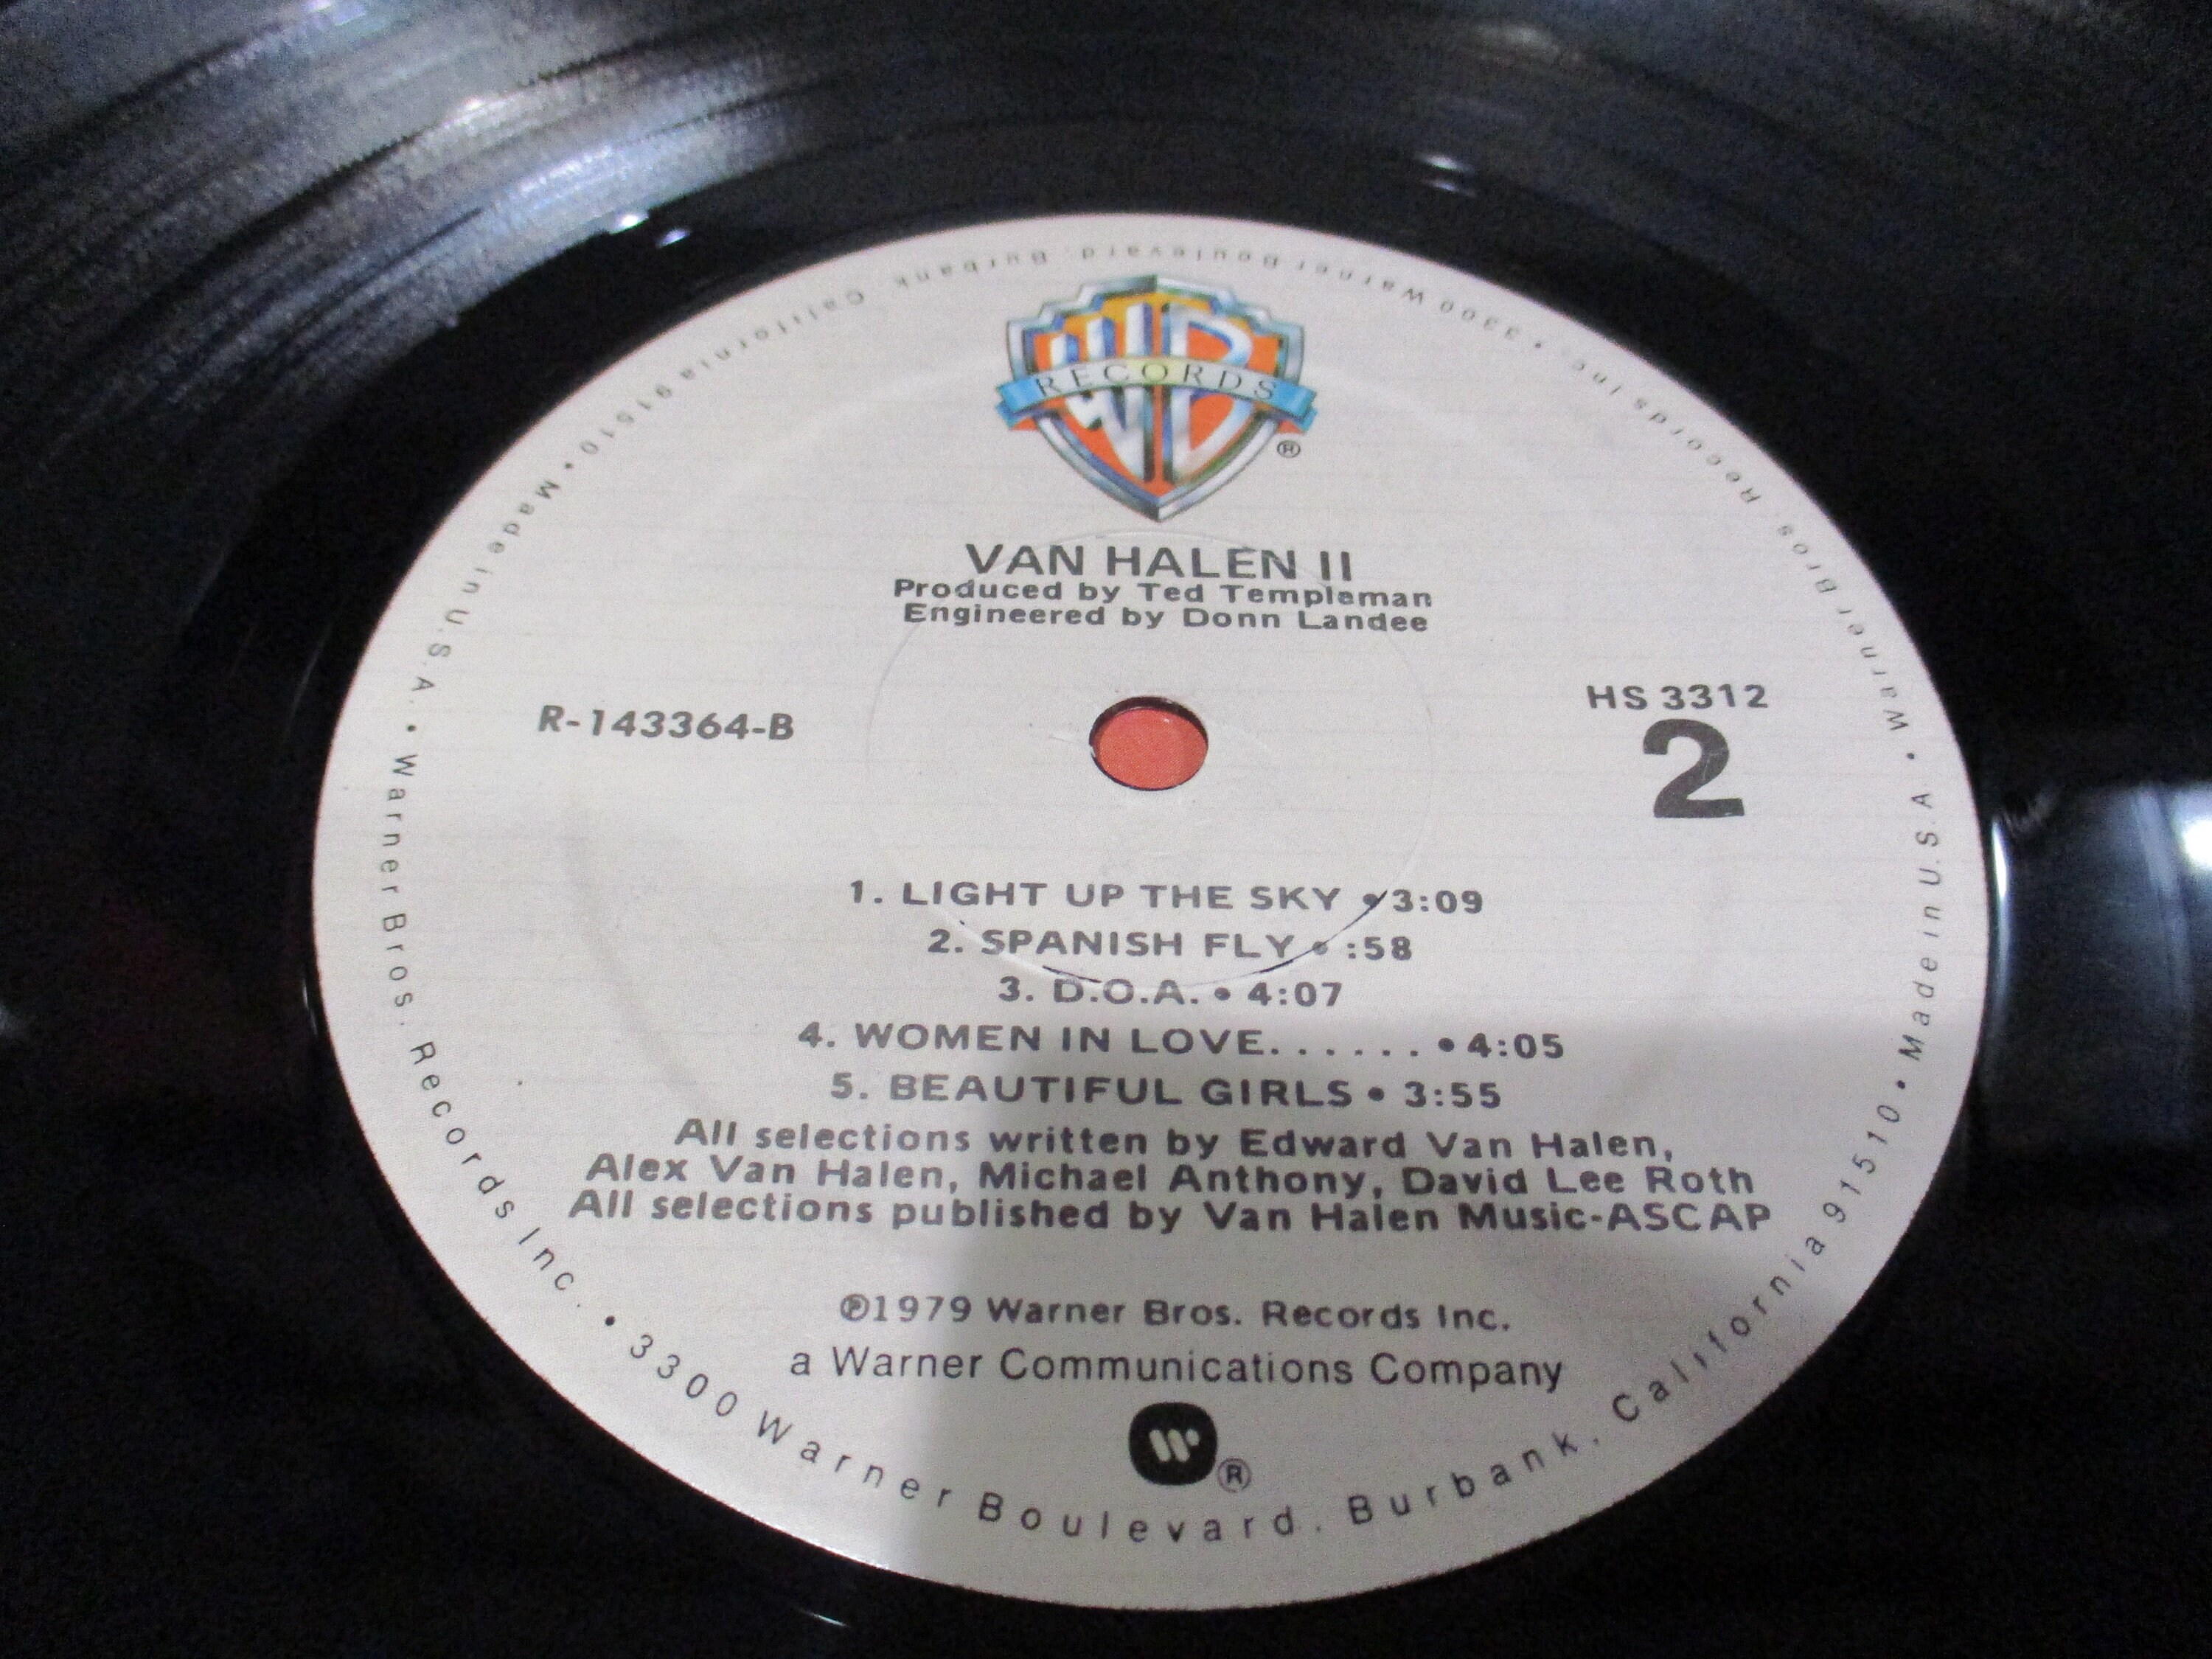 WB
RECORDS
®
VAN HALEN II
Produced by Ted Templeman
Engineered by Donn Landee
R-143364-B
HS 3312
2
1. LIGHT UP THE SKY • 3:09
2. SPANISH FLY • :58
3. D.O.A. • 4:07
4. WOMEN IN LOVE. . . . . . • 4:05
5. BEAUTIFUL GIRLS • 3:55
All selections written by Edward Van Halen,
Alex Van Halen, Michael Anthony, David Lee Roth
All selections published by Van Halen Music-ASCAP
℗1979 Warner Bros. Records Inc.
a Warner Communications Company
W®
• Warner Bros. Records Inc. • 3300 Warner Boulevard. Burbank. California 91510 • Made in U.S.A. • Warner Bros. Records Inc. • 3300 Warner Boulevard. Burbank. California 91510 • Made in U.S.A.